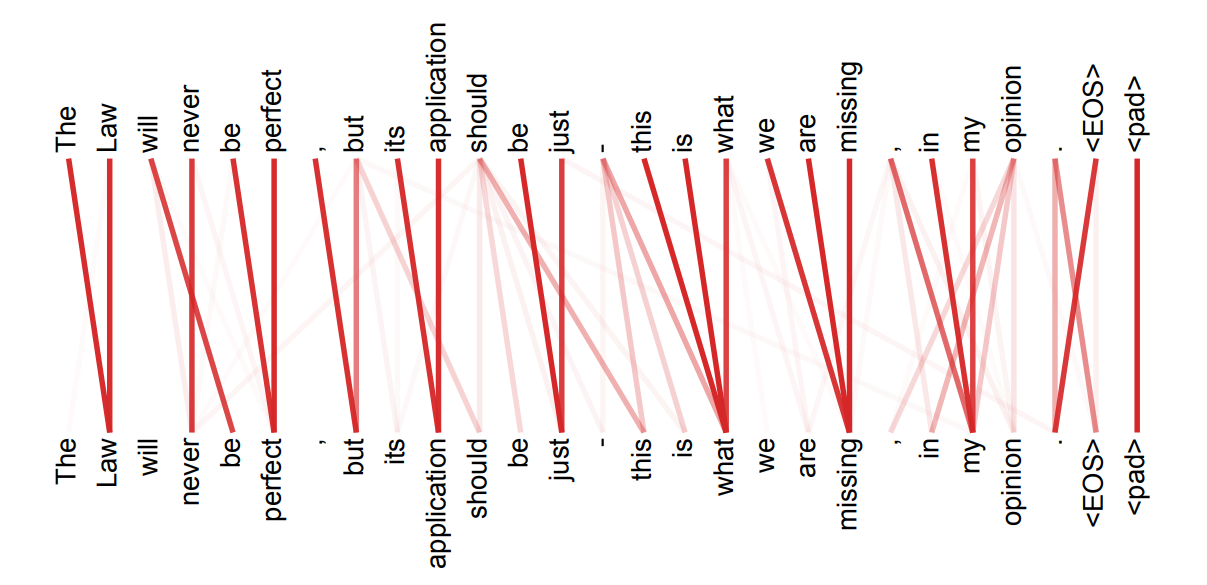 The Law will never be perfect , but its application should be just - this is what we are missing , in my opinion . <EOS> <pad>
The Law will never be perfect , but its application should be just - this is what we are missing , in my opinion . <EOS> <pad>